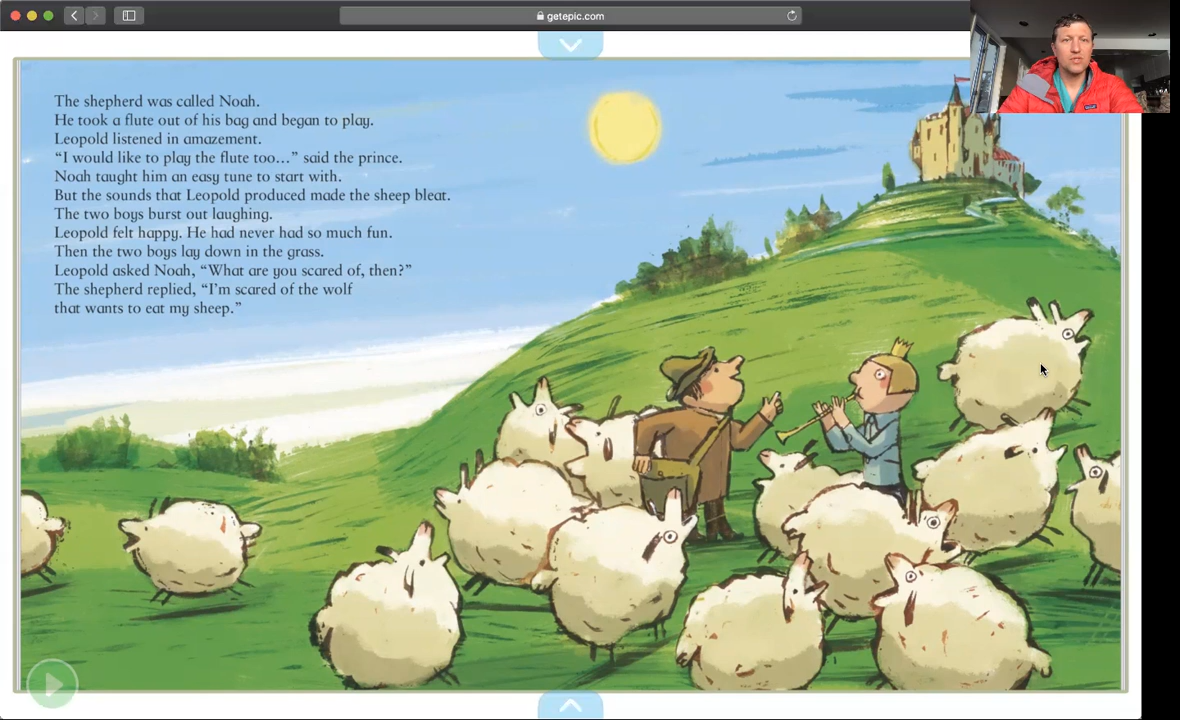 getepic.com
The shepherd was called Noah.
He took a flute out of his bag and began to play.
Leopold listened in amazement.
“I would like to play the flute too...” said the prince.
Noah taught him an easy tune to start with.
But the sounds that Leopold produced made the sheep bleat.
The two boys burst out laughing.
Leopold felt happy. He had never had so much fun.
Then the two boys lay down in the grass.
Leopold asked Noah, “What are you scared of, then?”
The shepherd replied, “I’m scared of the wolf
that wants to eat my sheep.”